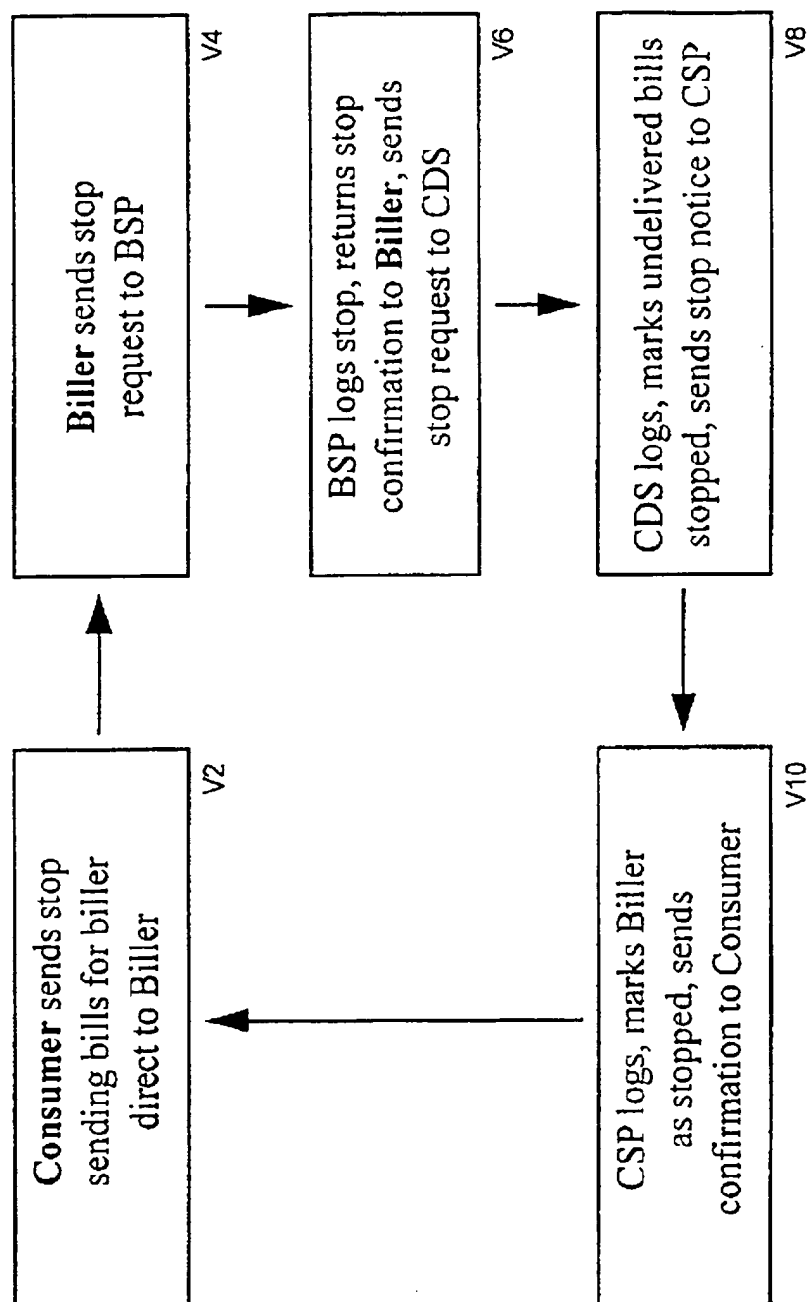 Consumer sends stop
sending bills for biller
direct to Biller
V2
Biller sends stop
request to BSP
V4
BSP logs stop, returns stop
confirmation to Biller, sends
stop request to CDS
V6
CDS logs, marks undelivered bills
stopped, sends stop notice to CSP
V8
CSP logs, marks Biller
as stopped, sends
confirmation to Consumer
V10